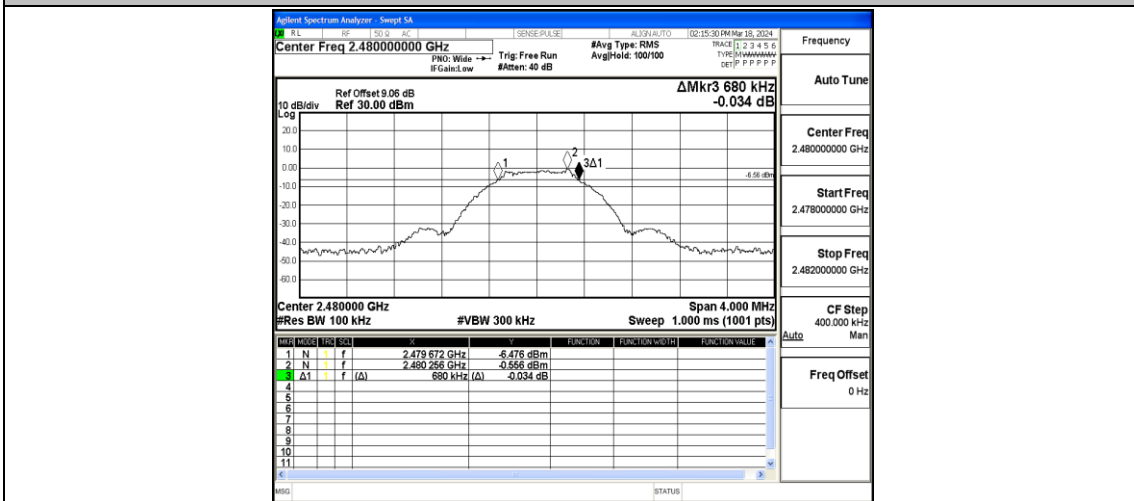 Agilent Spectrum Analyzer - Swept SA
RL RF 50 Ω AC SENSE:PULSE ALIGN AUTO 02:15:30 PM Mar 18, 2024
Center Freq 2.480000000 GHz
PNO: Wide
IFGain:Low
Trig: Free Run
#Atten: 40 dB
#Avg Type: RMS
Avg|Hold: 100/100
TRACE 1 2 3 4 5 6
TYPE M W W W W W
DET P P P P P P
Frequency
Auto Tune
Center Freq
2.480000000 GHz
Start Freq
2.478000000 GHz
Stop Freq
2.482000000 GHz
CF Step
400.000 kHz
Auto Man
Freq Offset
0 Hz
Ref Offset 9.06 dB
10 dB/div Ref 30.00 dBm
ΔMkr3 680 kHz
-0.034 dB
Log
20.0
10.0
0.00
-10.0
-20.0
-30.0
-40.0
-50.0
-60.0
1
2
3Δ1
-6.56 dBm
Center 2.480000 GHz Span 4.000 MHz
#Res BW 100 kHz #VBW 300 kHz Sweep 1.000 ms (1001 pts)
MKR MODE TRC SCL X Y FUNCTION FUNCTION WIDTH FUNCTION VALUE
1 N 1 f 2.479 672 GHz -6.476 dBm
2 N 1 f 2.480 256 GHz -0.556 dBm
3 Δ1 1 f (Δ) 680 kHz (Δ) -0.034 dB
4
5
6
7
8
9
10
11
MSG STATUS